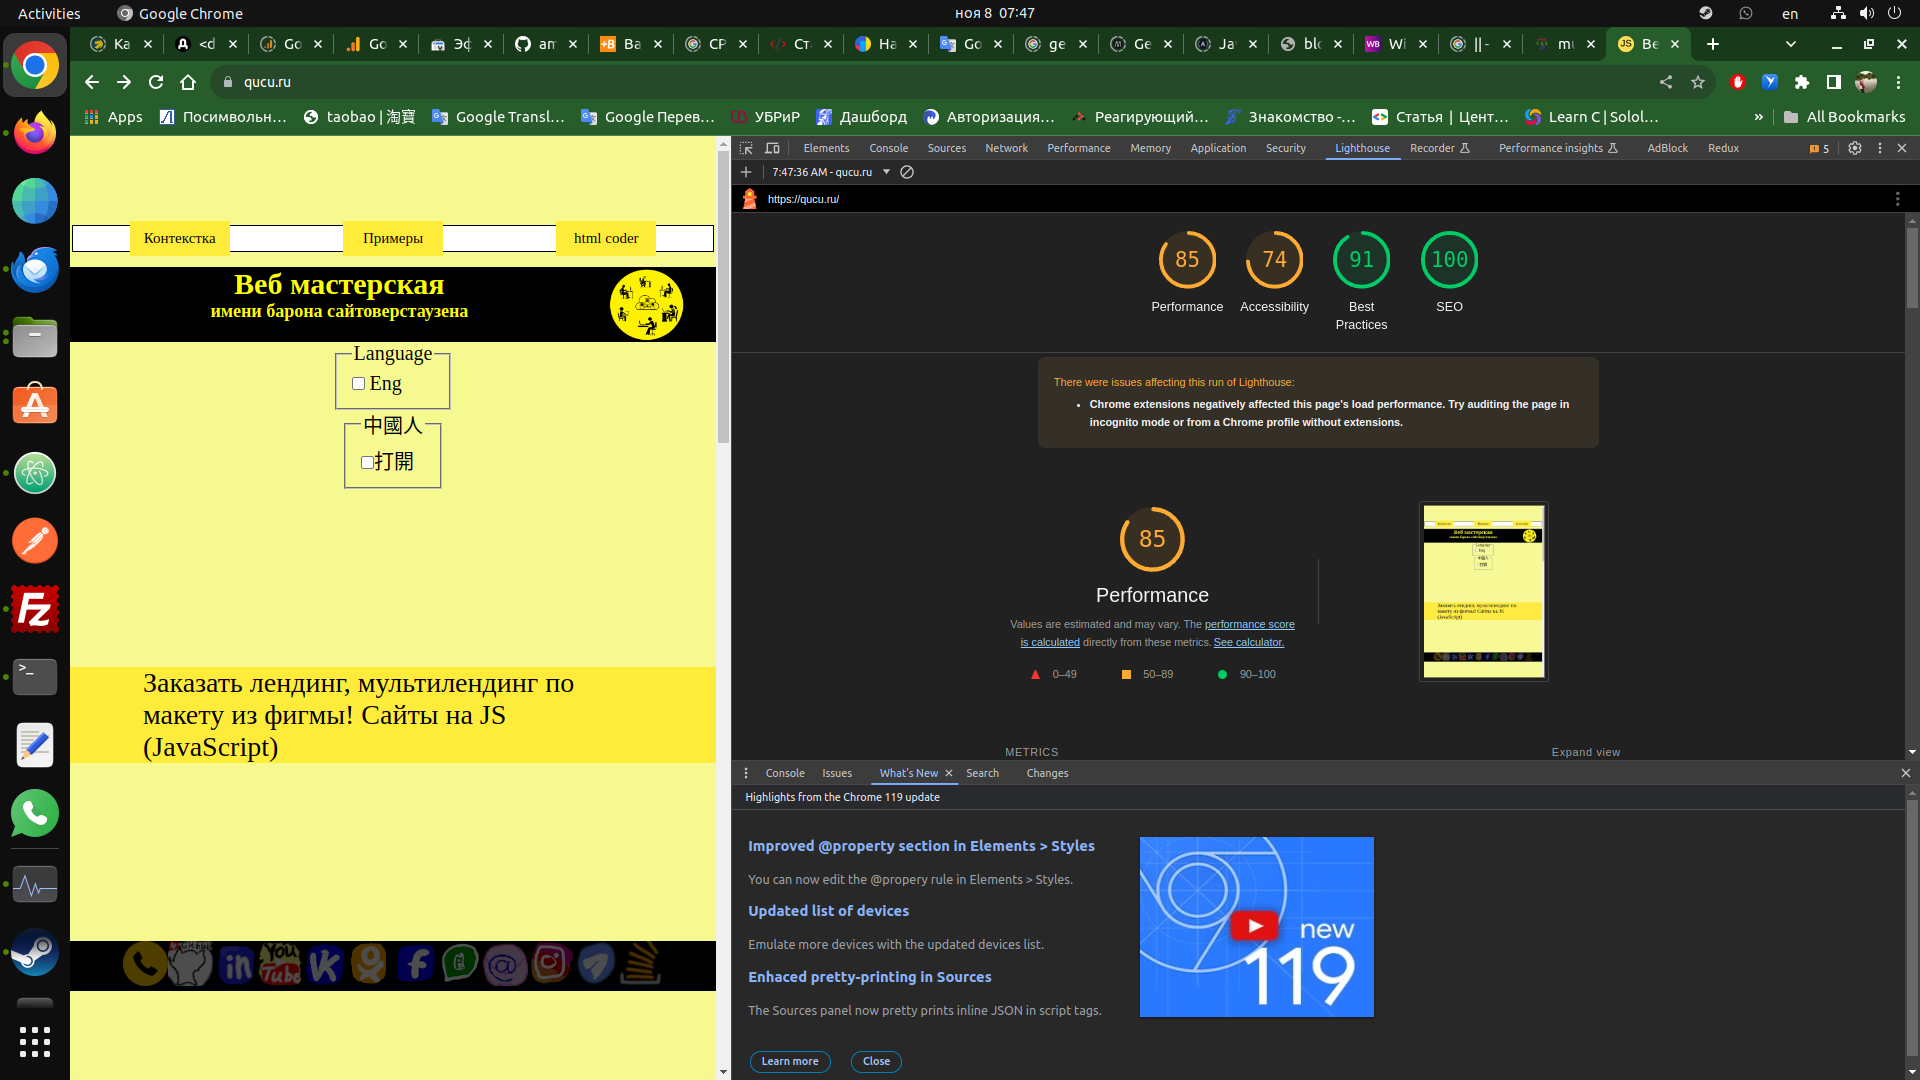 Activities
Google Chrome
ноя 8 07:47
en
Ka
<d
Go
Go
Эф
am
Ba
CP
Ст
На
Go
ge
Ge
Ja
blo
Wi
|| -
mu
Be
qucu.ru
Apps
Посимвольн…
taobao | 淘寶
Google Transl…
Google Перев…
УБРиР
Дашборд
Авторизация…
Реагирующий…
Знакомство -…
Статья | Цент…
Learn C | Solol…
»
All Bookmarks
Контекстка
Примеры
html coder
Веб мастерская
имени барона сайтоверстаузена
Language
Eng
中國人
打開
Заказать лендинг, мультилендинг по
макету из фигмы! Сайты на JS
(JavaScript)
Elements
Console
Sources
Network
Performance
Memory
Application
Security
Lighthouse
Recorder
Performance insights
AdBlock
Redux
5
7:47:36 AM - qucu.ru
https://qucu.ru/
85
74
91
100
Performance
Accessibility
Best
Practices
SEO
There were issues affecting this run of Lighthouse:
Chrome extensions negatively affected this page's load performance. Try auditing the page in
incognito mode or from a Chrome profile without extensions.
85
Performance
Values are estimated and may vary. The performance score
is calculated directly from these metrics. See calculator.
0–49
50–89
90–100
METRICS
Expand view
Console
Issues
What's New
Search
Changes
Highlights from the Chrome 119 update
Improved @property section in Elements > Styles
You can now edit the @propery rule in Elements > Styles.
Updated list of devices
Emulate more devices with the updated devices list.
Enhaced pretty-printing in Sources
The Sources panel now pretty prints inline JSON in script tags.
new
119
Learn more
Close